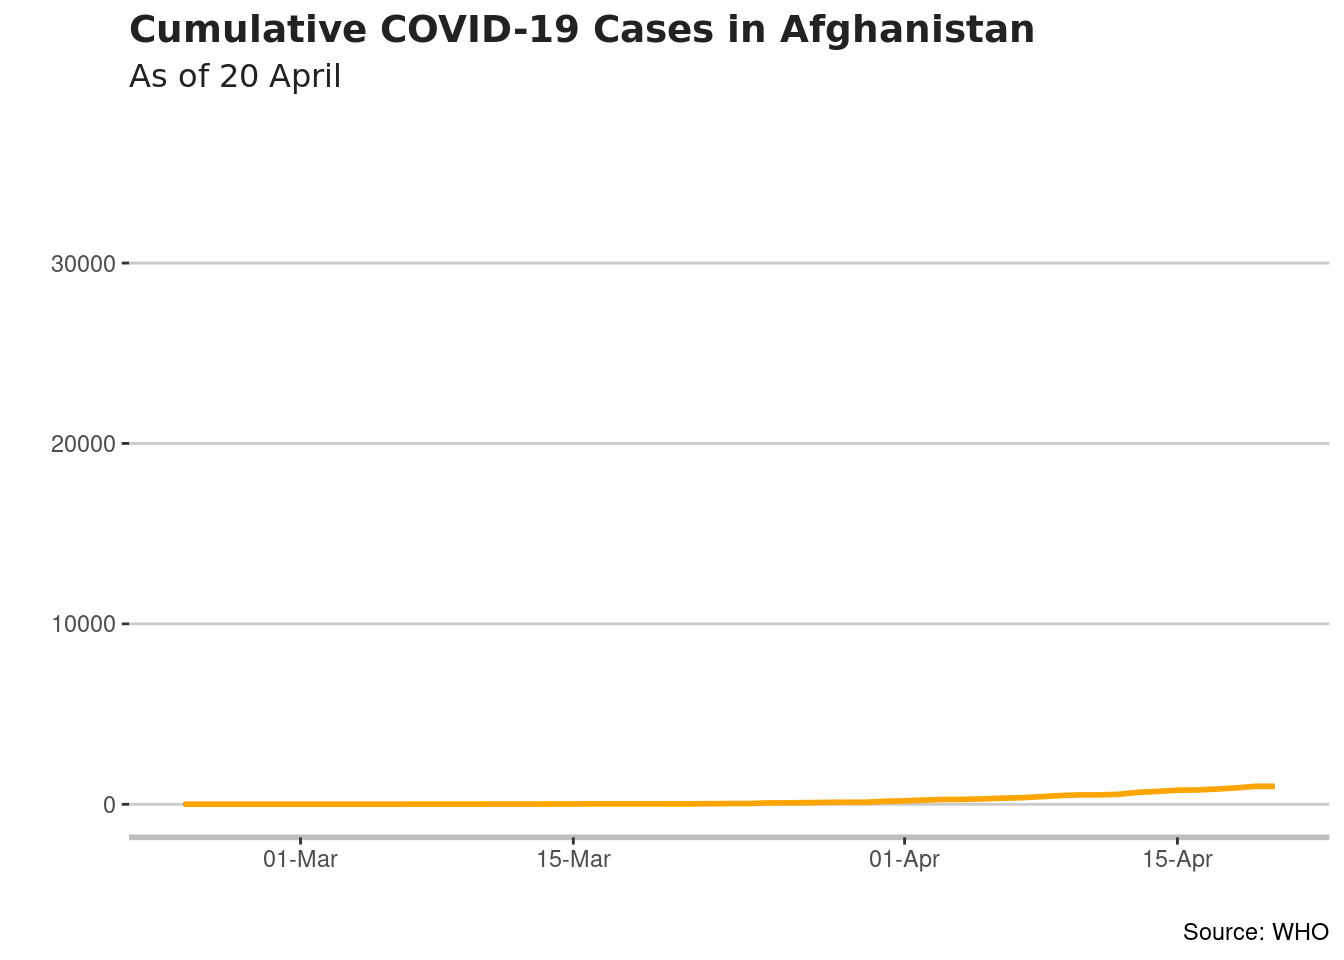 Cumulative COVID-19 Cases in Afghanistan
As of 20 April
30000
20000
10000
0
01-Mar
15-Mar
01-Apr
15-Apr
Source: WHO